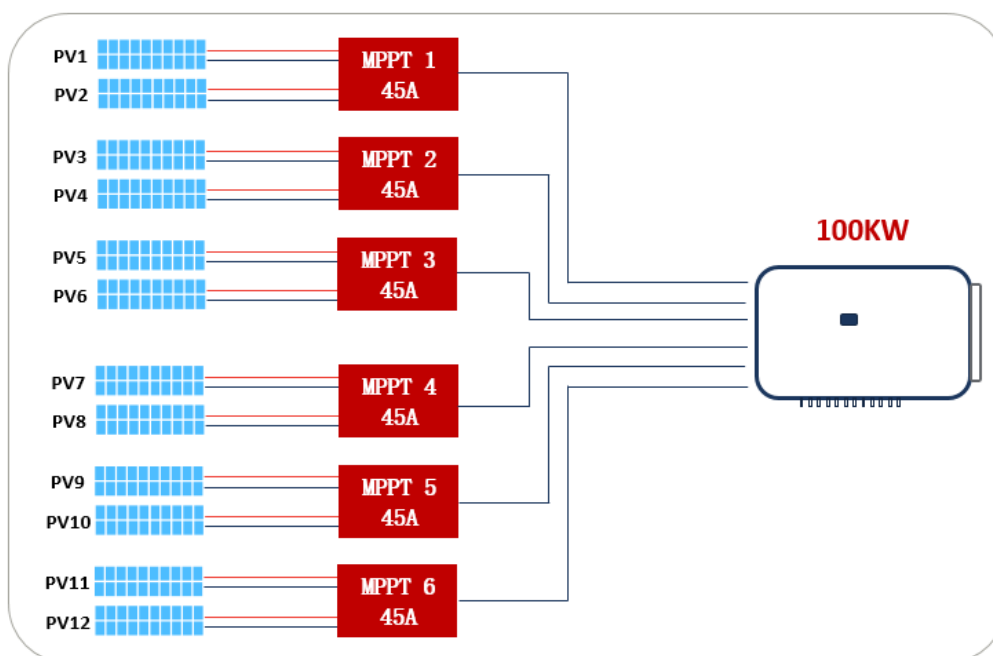 PV1
PV2
MPPT 1
45A
PV3
PV4
MPPT 2
45A
PV5
PV6
MPPT 3
45A
100KW
PV7
PV8
MPPT 4
45A
PV9
PV10
MPPT 5
45A
PV11
PV12
MPPT 6
45A